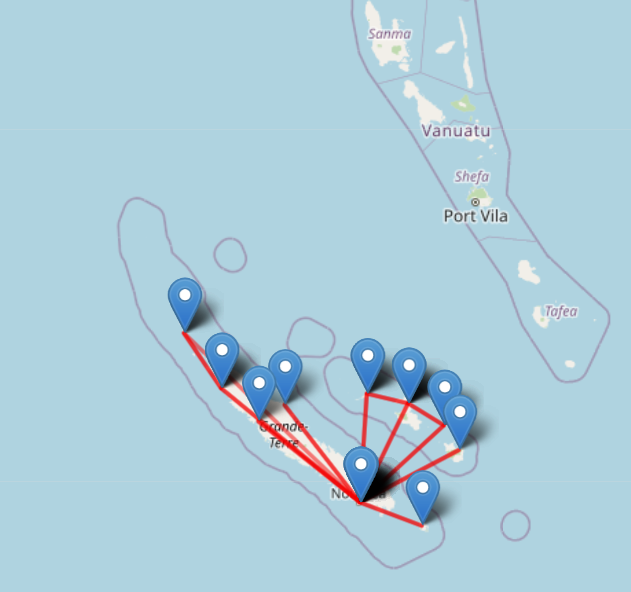 Sanma
Vanuatu
Shefa
Port Vila
Tafea
Grande-
Terre